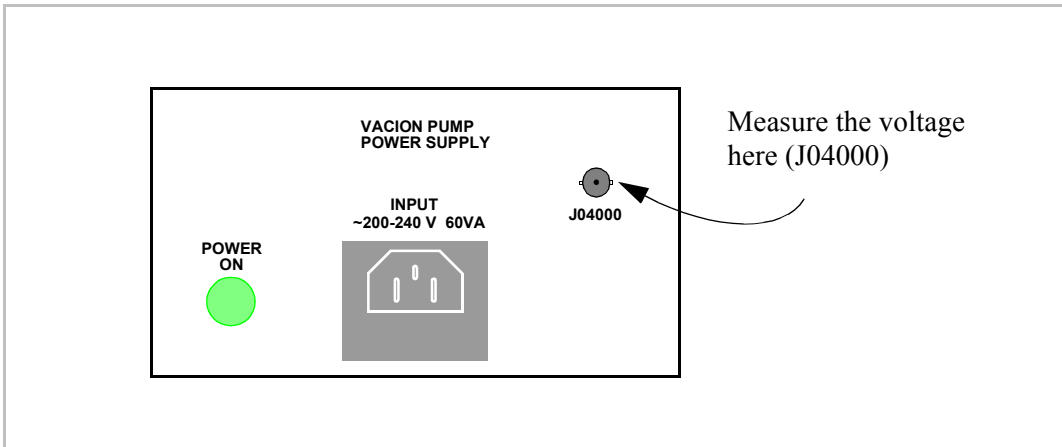 VACION PUMP
POWER SUPPLY
Measure the voltage
here (J04000)
INPUT
~200-240 V 60VA
J04000
POWER
ON